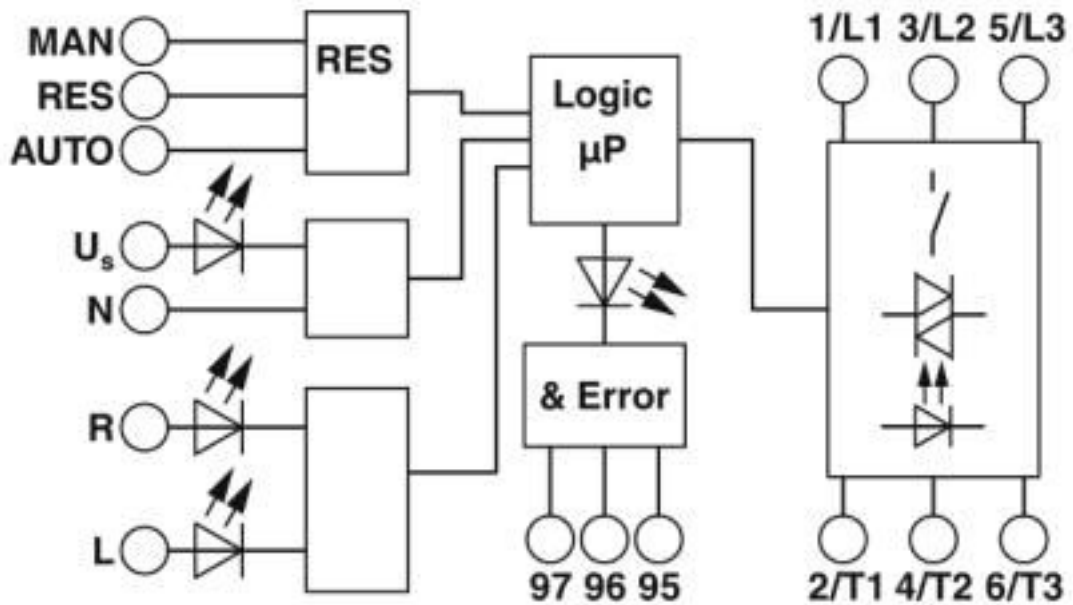 MAN
RES
AUTO
RES
U_s
N
R
L
Logic
µP
& Error
97 96 95
1/L1 3/L2 5/L3
2/T1 4/T2 6/T3